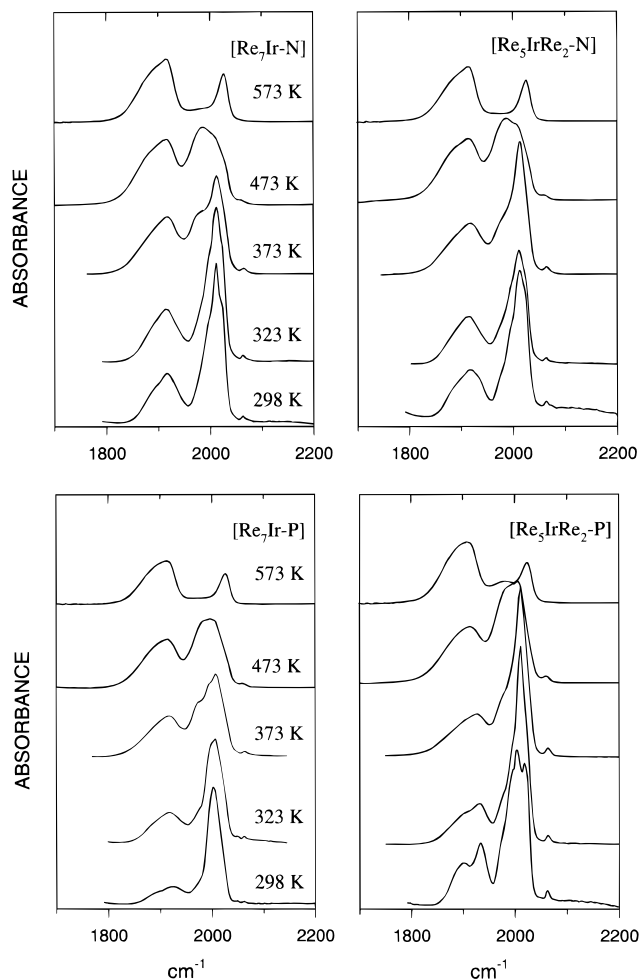 [Re₇Ir-N]
573 K
473 K
373 K
323 K
298 K
ABSORBANCE
1800 2000 2200
[Re₅IrRe₂-N]
1800 2000 2200
[Re₇Ir-P]
573 K
473 K
373 K
323 K
298 K
ABSORBANCE
1800 2000 2200
cm⁻¹
[Re₅IrRe₂-P]
1800 2000 2200
cm⁻¹